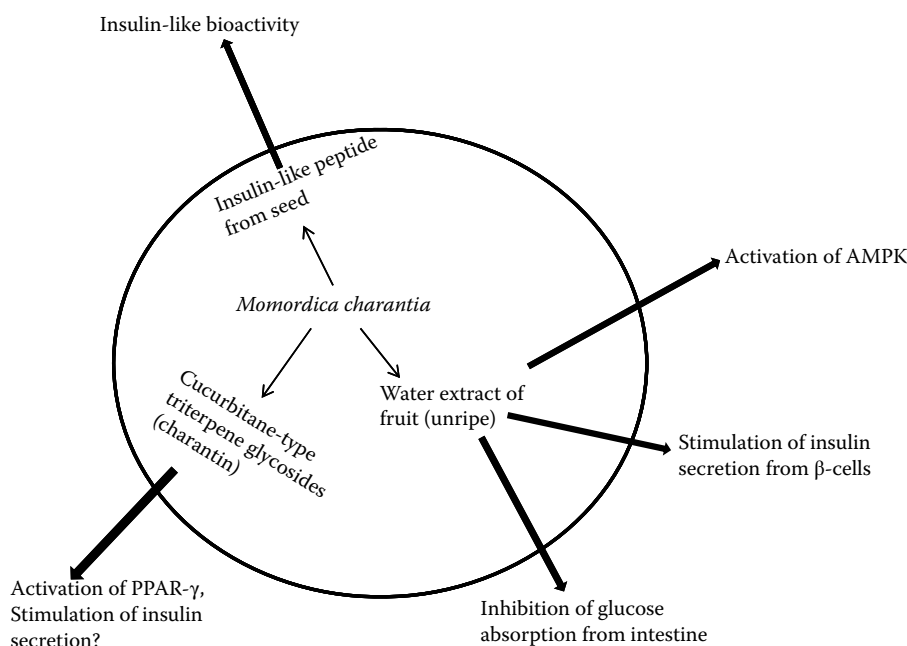 Insulin-like bioactivity
Insulin-like peptide
from seed
Activation of AMPK
Momordica charantia
Cucurbitane-type
triterpene glycosides
(charantin)
Water extract of
fruit (unripe)
Stimulation of insulin
secretion from β-cells
Activation of PPAR-γ,
Stimulation of insulin
secretion?
Inhibition of glucose
absorption from intestine